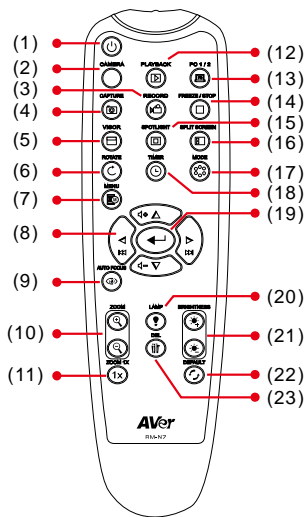 (1)
(2)
(3)
(4)
(5)
(6)
(7)
(8)
(9)
(10)
(11)
CAMERA
PLAYBACK
PC 1 / 2
CAPTURE
RECORD
FREEZE / STOP
VISOR
SPOTLIGHT
SPLIT SCREEN
ROTATE
TIMER
MODE
MENU
AUTO FOCUS
ZOOM
LAMP
BRIGHTNESS
ZOOM 1X
DEL
DEFAULT
1x
AVer
RM-N7
(12)
(13)
(14)
(15)
(16)
(17)
(18)
(19)
(20)
(21)
(22)
(23)